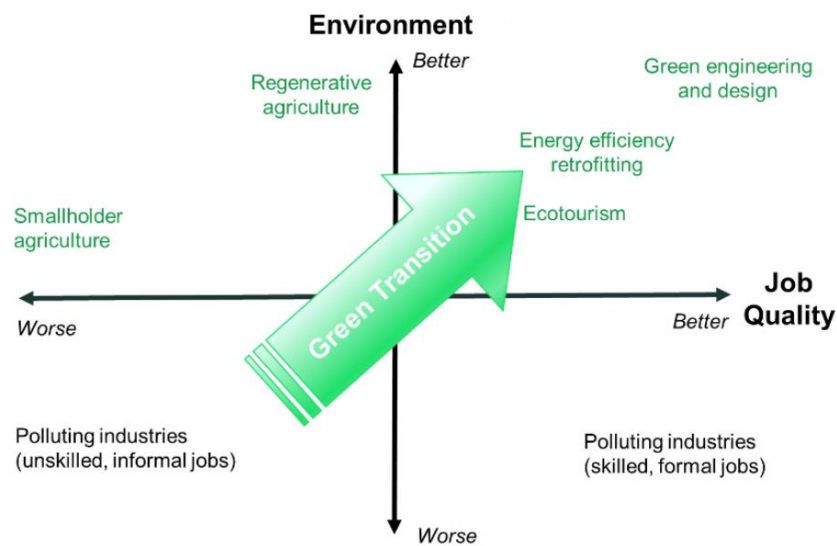 Environment
Better
Regenerative
agriculture
Green engineering
and design
Energy efficiency
retrofitting
Smallholder
agriculture
Ecotourism
Green Transition
Job
Quality
Worse
Better
Polluting industries
(unskilled, informal jobs)
Polluting industries
(skilled, formal jobs)
Worse